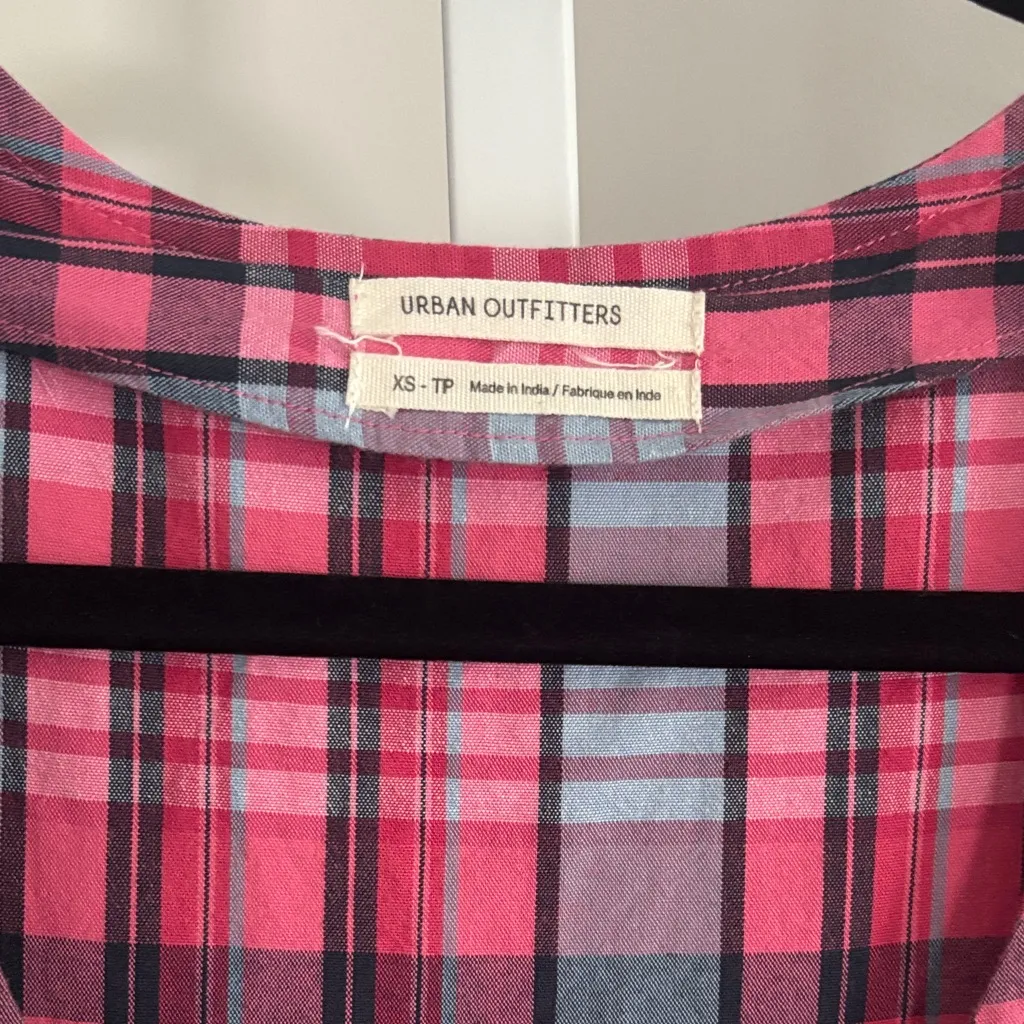 URBAN OUTFITTERS
XS - TP Made in India / Fabrique en Inde